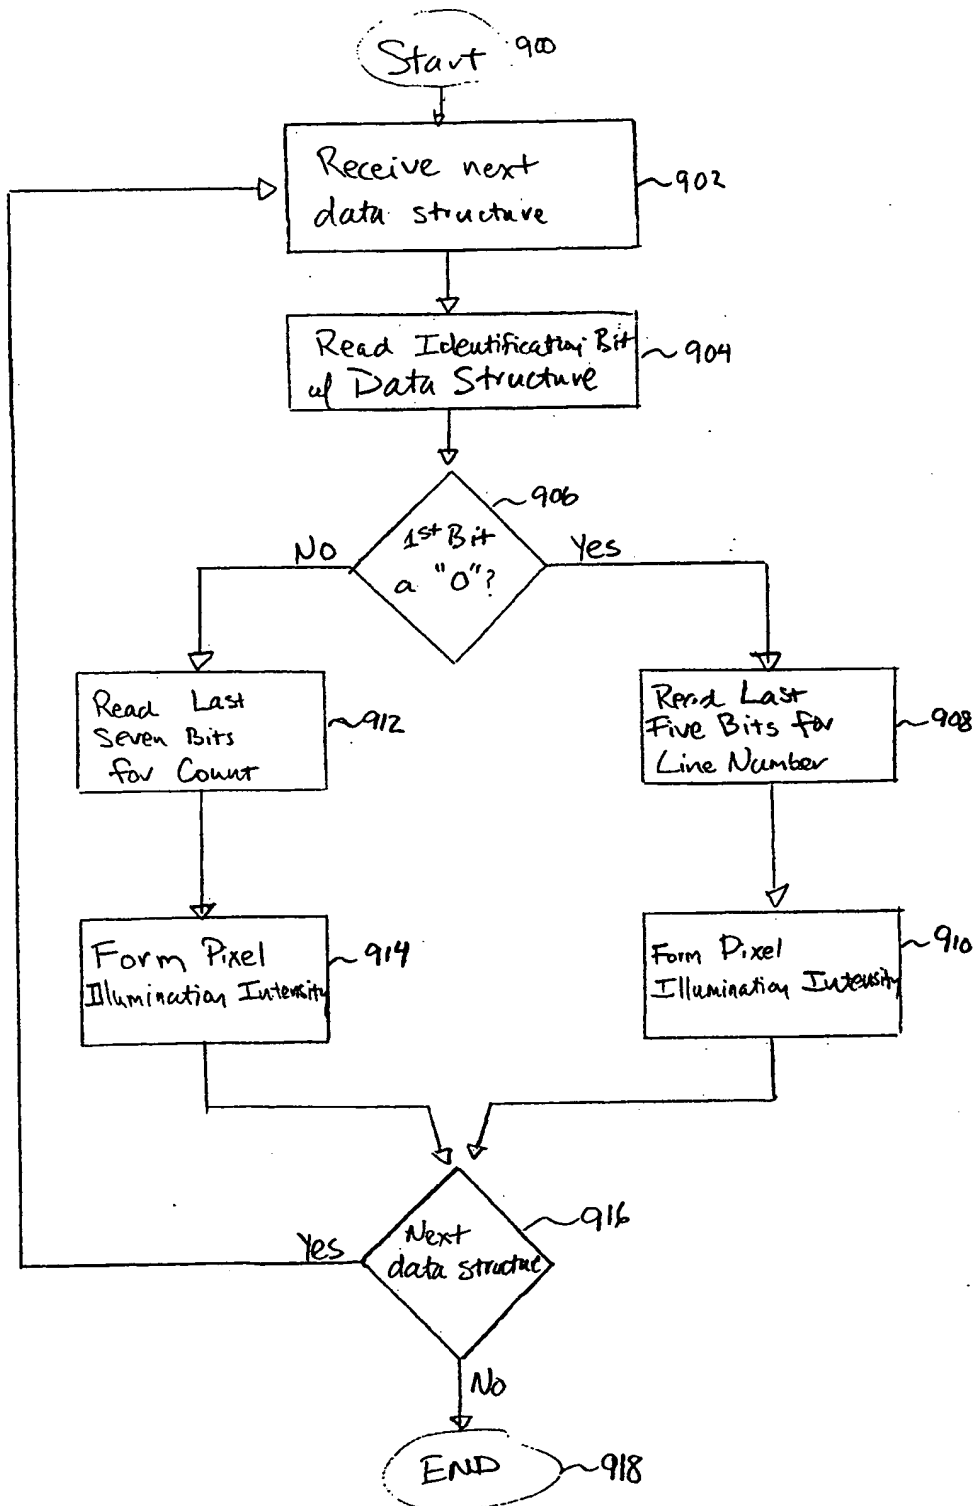 Start 900
Receive next
data structure
902
Read Identification Bit
of Data Structure
904
906
1st Bit
a "0"?
No
Yes
Read Last
Seven Bits
for Count
912
Read Last
Five Bits for
Line Number
908
Form Pixel
Illumination Intensity
914
Form Pixel
Illumination Intensity
910
916
Next
data structure
Yes
No
END
918